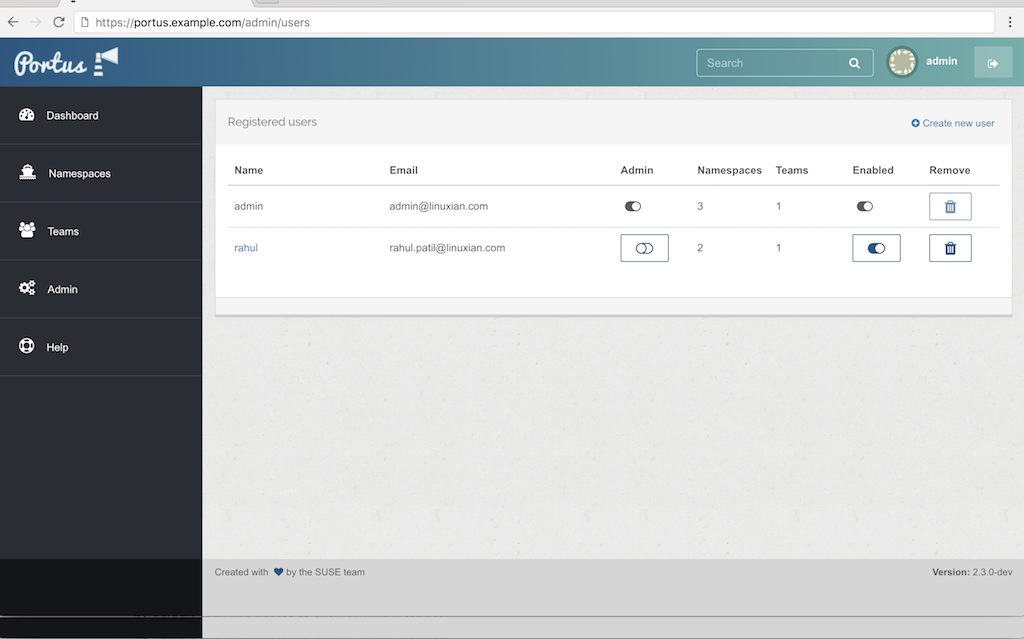 https://portus.example.com/admin/users
Portus
Search
admin
Dashboard
Namespaces
Teams
Admin
Help
Registered users
Create new user
Name Email Admin Namespaces Teams Enabled Remove
admin admin@linuxian.com 3 1
rahul rahul.patil@linuxian.com 2 1
Created with by the SUSE team
Version: 2.3.0-dev